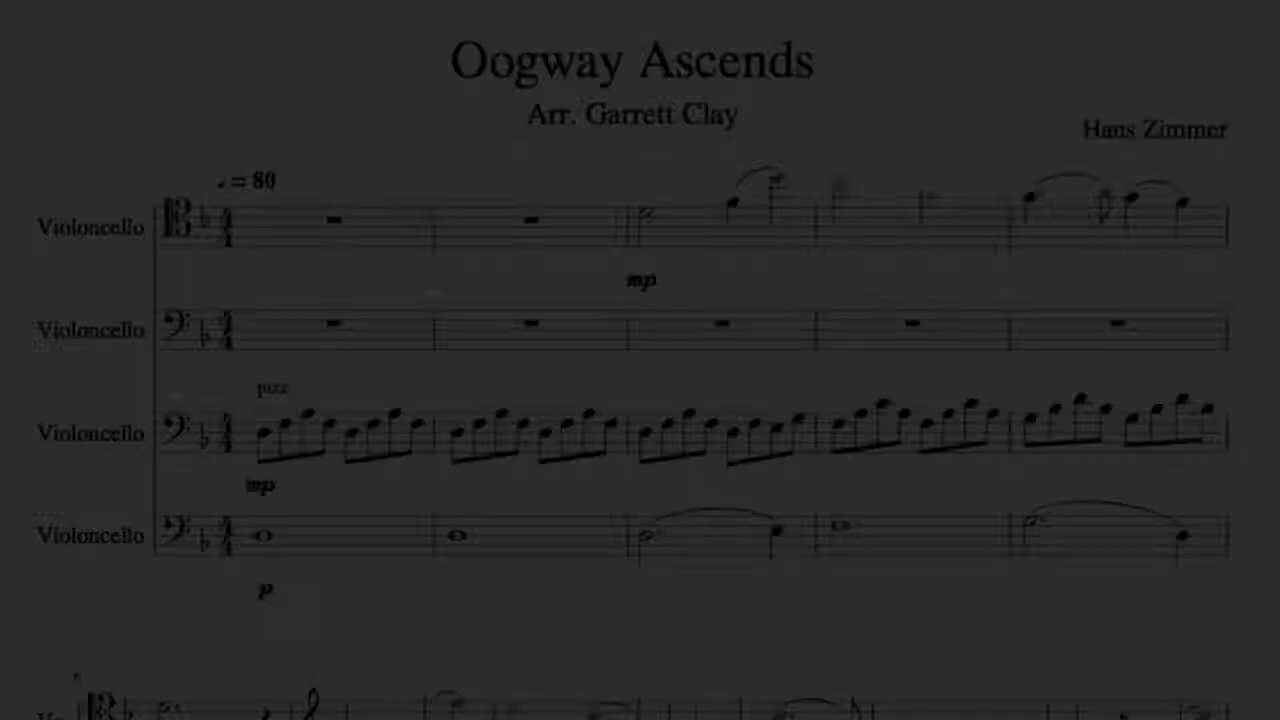 Oogway Ascends
Arr. Garrett Clay
Hans Zimmer
= 80
Violoncello
mp
Violoncello
pizz
Violoncello
mp
Violoncello
p